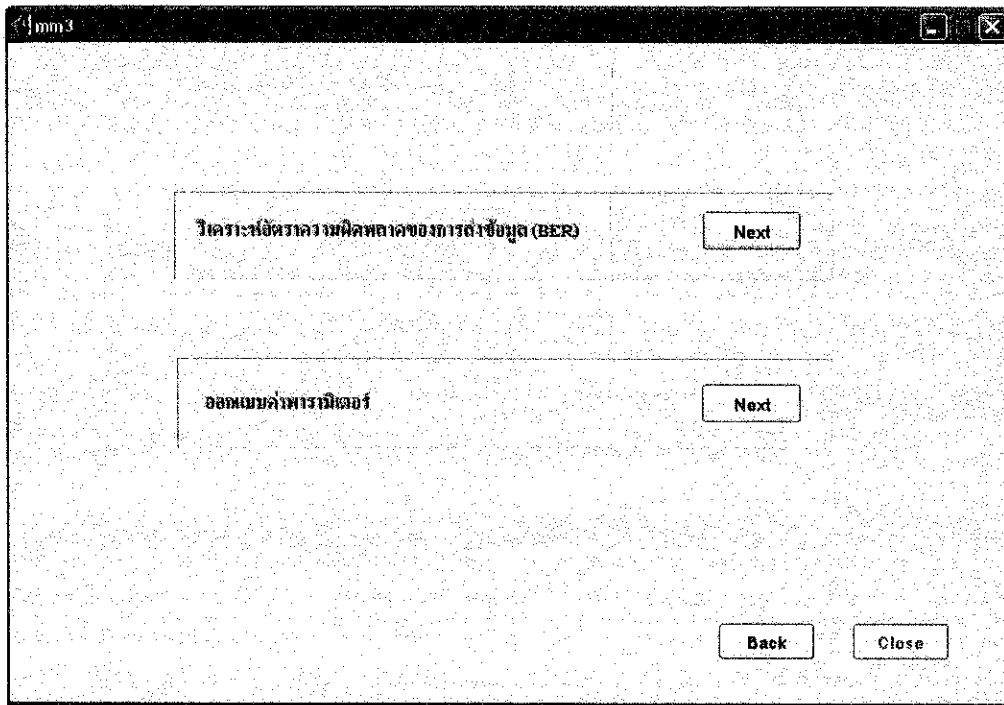 mm3
วิเคราะห์อัตราความผิดพลาดของการส่งข้อมูล (BER)
Next
ออกแบบค่าพารามิเตอร์
Next
Back
Close